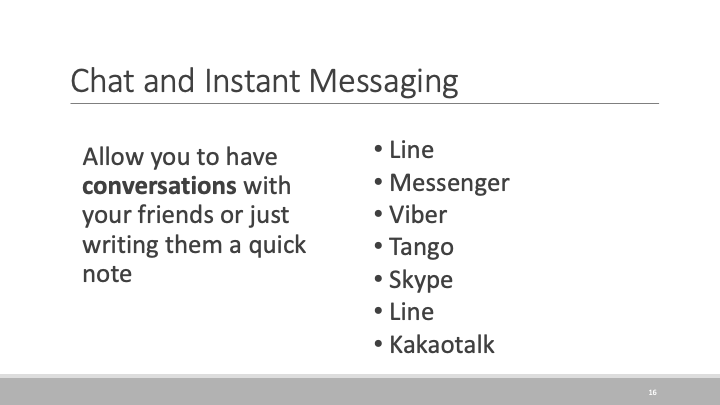 Chat and Instant Messaging
Allow you to have
conversations with
your friends or just
writing them a quick
note
• Line
• Messenger
• Viber
• Tango
• Skype
• Line
• Kakaotalk
16